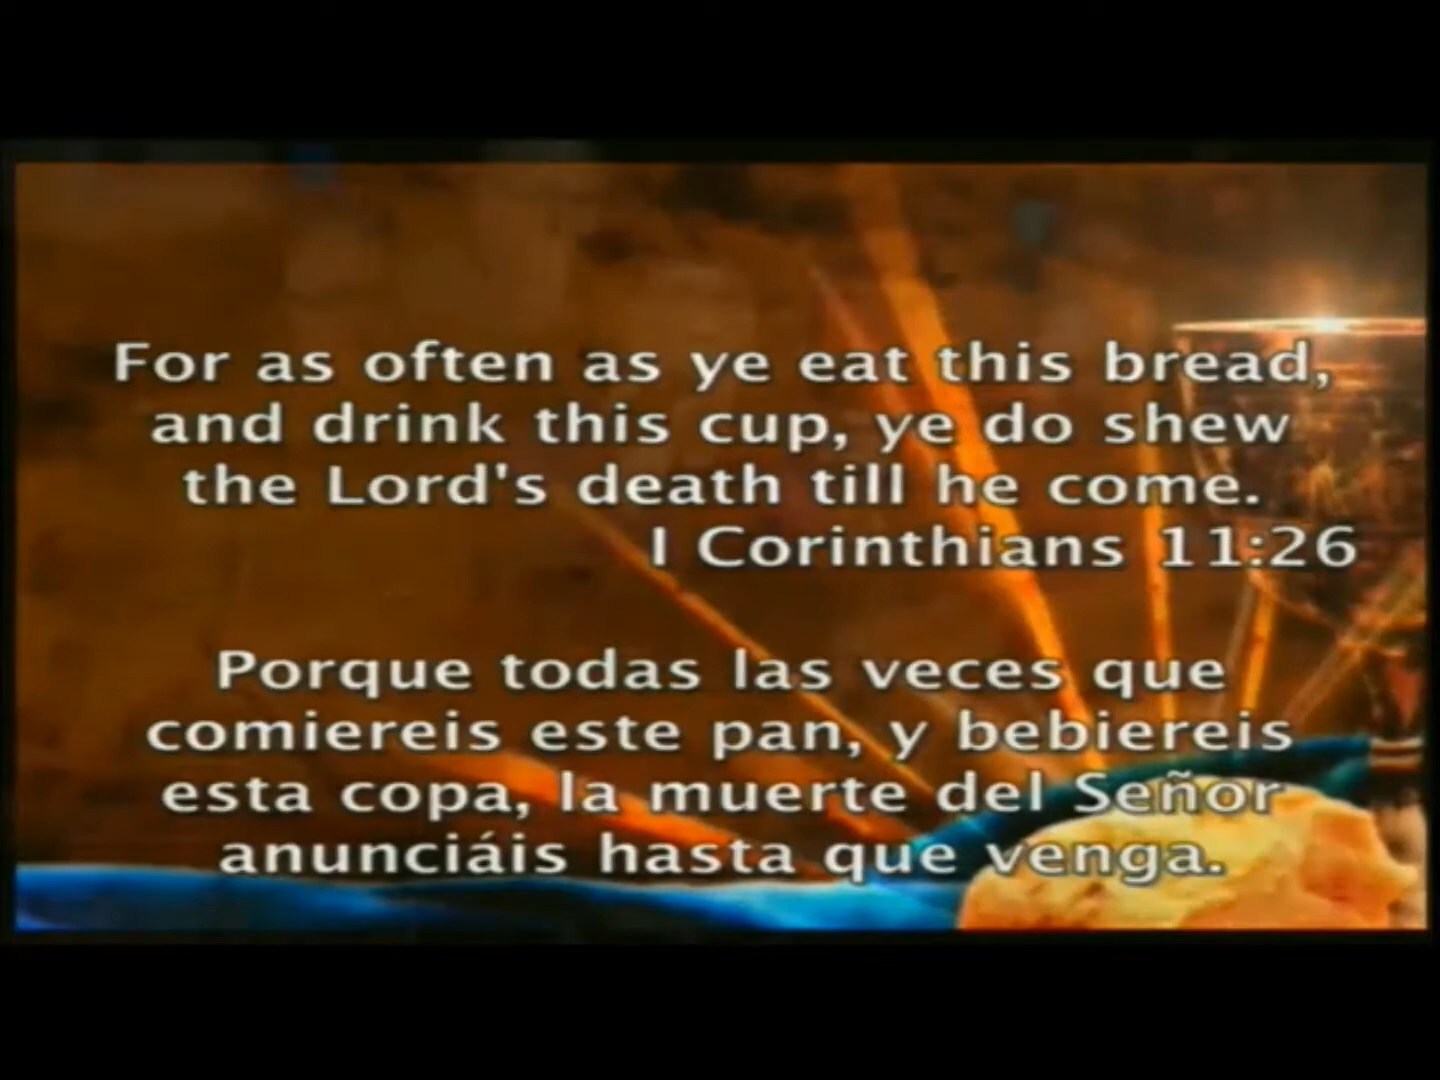 For as often as ye eat this bread,
and drink this cup, ye do shew
the Lord's death till he come.
I Corinthians 11:26
Porque todas las veces que
comiereis este pan, y bebiereis
esta copa, la muerte del Señor
anunciáis hasta que venga.